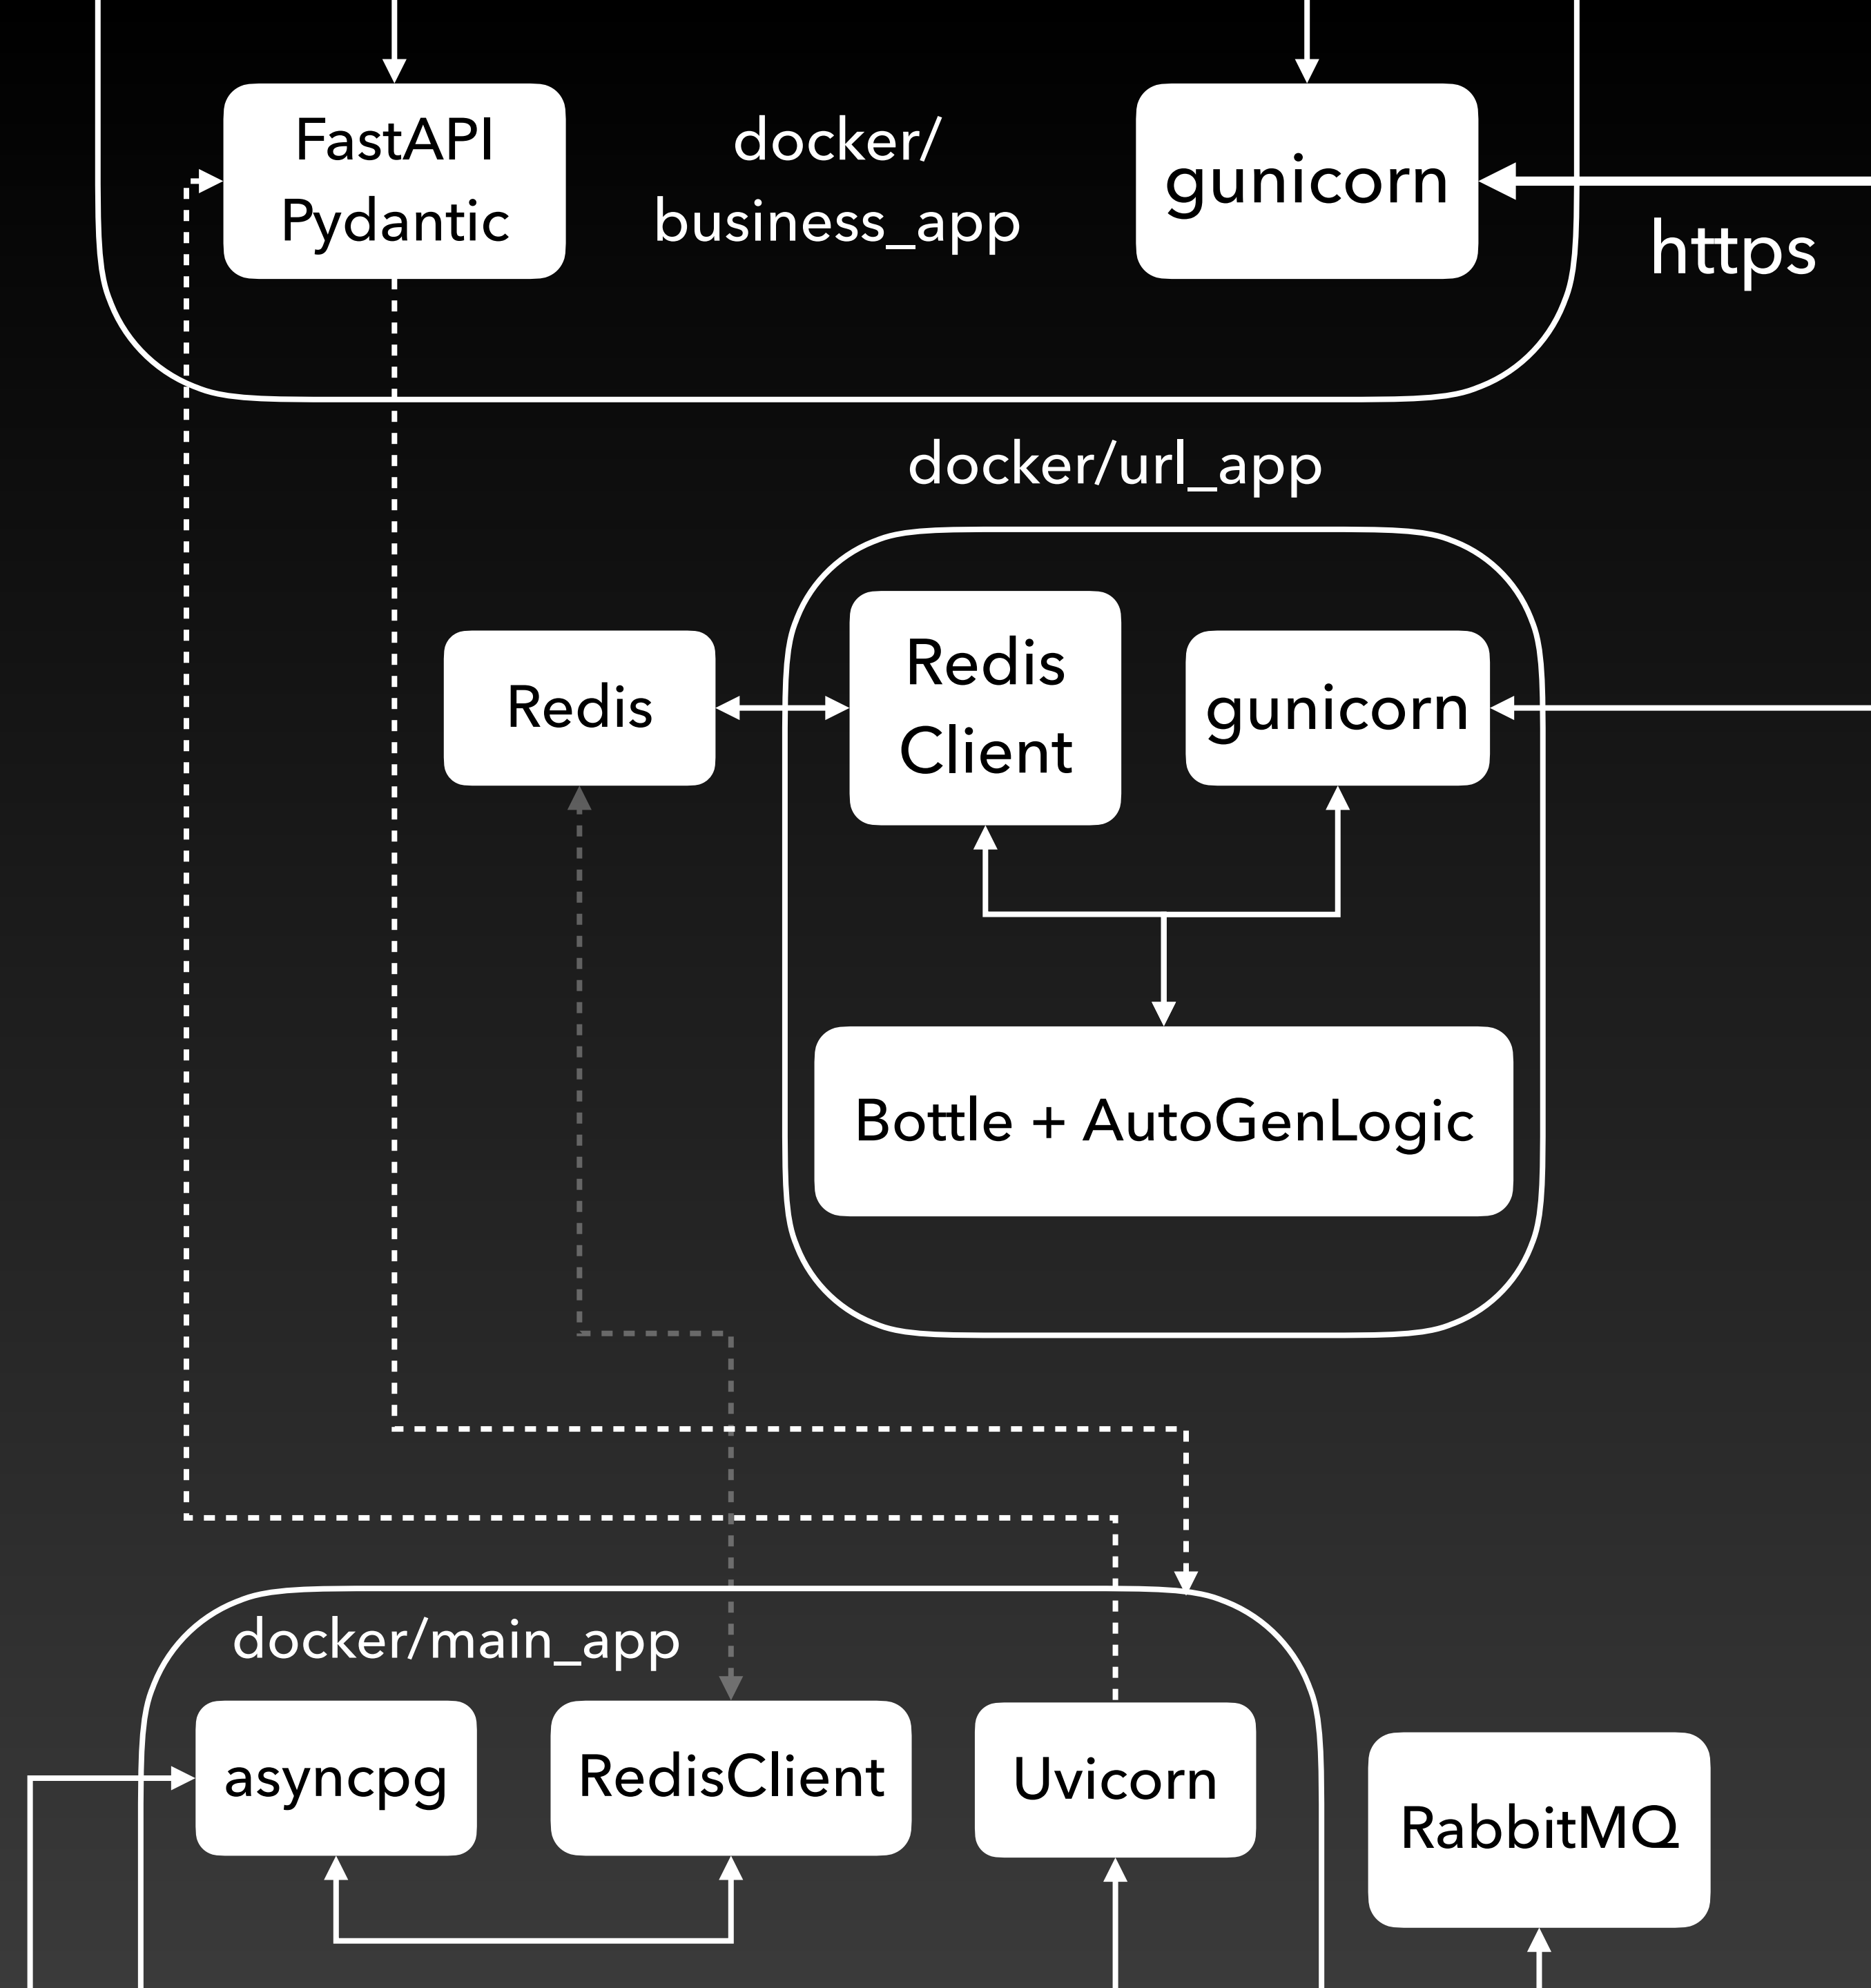 FastAPI
Pydantic
docker/
business_app
gunicorn
https
docker/url_app
Redis
Redis
Client
gunicorn
Bottle + AutoGenLogic
docker/main_app
asyncpg
RedisClient
Uvicorn
RabbitMQ